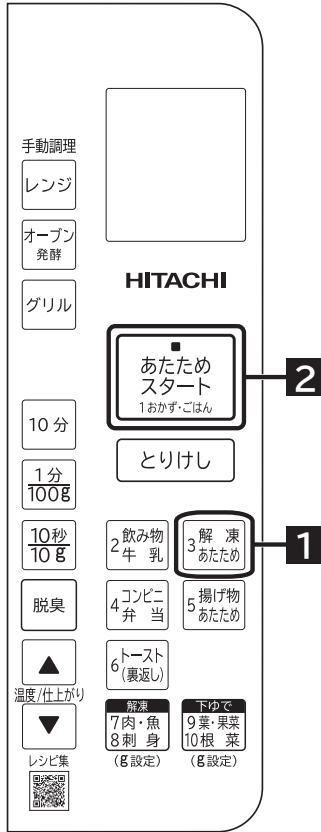 手動調理
レンジ
オーブン
発酵
グリル
HITACHI
あたため
スタート
1おかず・ごはん
2
とりけし
10分
1分
100g
10秒
10g
脱臭
温度/仕上がり
レシピ集
2飲み物
牛乳
3解凍
あたため
1
4コンビニ
弁当
5揚げ物
あたため
6トースト
(裏返し)
解凍
7肉・魚
8刺身
(g設定)
下ゆで
9葉・果菜
10根菜
(g設定)